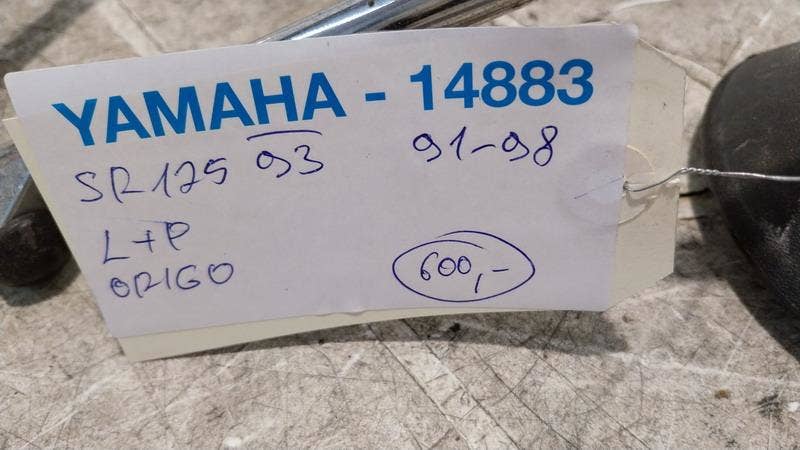 YAMAHA - 14883
SR125 93 91-98
L+P
ORIGO 600,-